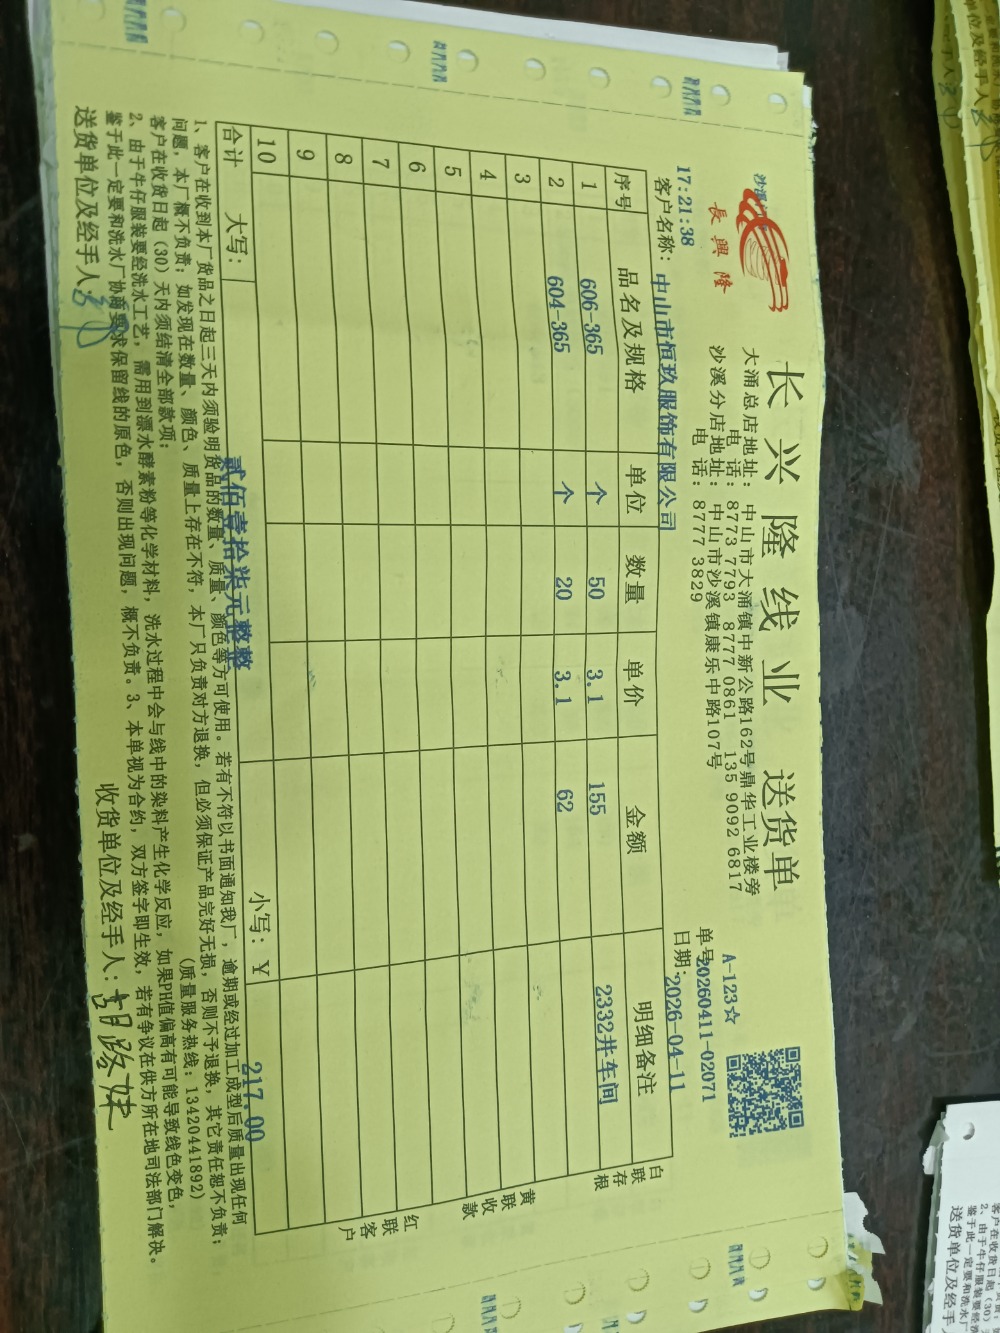 長興隆
长兴隆线业 送货单
大涌总店地址: 中山市大涌镇中新公路162号鼎华工业楼旁
电 话: 8773 7793 8777 0861 135 9092 6817
沙溪分店地址: 中山市沙溪镇康乐中路107号
电 话: 8777 3829
A-123☆
单号20260411-02071
日期:2026-04-11
17:21:38
客户名称: 中山市恒玖服饰有限公司
序号 品名及规格 单位 数量 单价 金额 明细备注
1 606-365 个 50 3.1 155 2332井车间
2 604-365 个 20 3.1 62
3
4
5
6
7
8
9
10
合计 大写: 贰佰壹拾柒元整整 小写: ¥ 217.00
白联存根
黄联收款
红联客户
1、客户在收到本厂货品之日起三天内须验明货品的数量、质量、颜色等方可使用。若有不符以书面通知我厂,逾期或经过加工成型后质量出现任何
问题,本厂概不负责;如发现在数量、颜色、质量上存在不符,本厂只负责对方退换,但必须保证产品完好无损,否则不予退换,其它责任恕不负责;
客户在收货日起(30)天内须结清全部款项; (质量服务热线: 13420441892)
2、由于牛仔服装要经洗水工艺,需用到漂水酵素粉等化学材料,洗水过程中会与线中的染料产生化学反应,如果PH值偏高有可能导致线色变色,
鉴于此一定要和洗水厂协商要求保留线的原色,否则出现问题,概不负责。3、本单视为合约,双方签字即生效,若有争议在供方所在地司法部门解决。
送货单位及经手人: 收货单位及经手人: 胡路妹